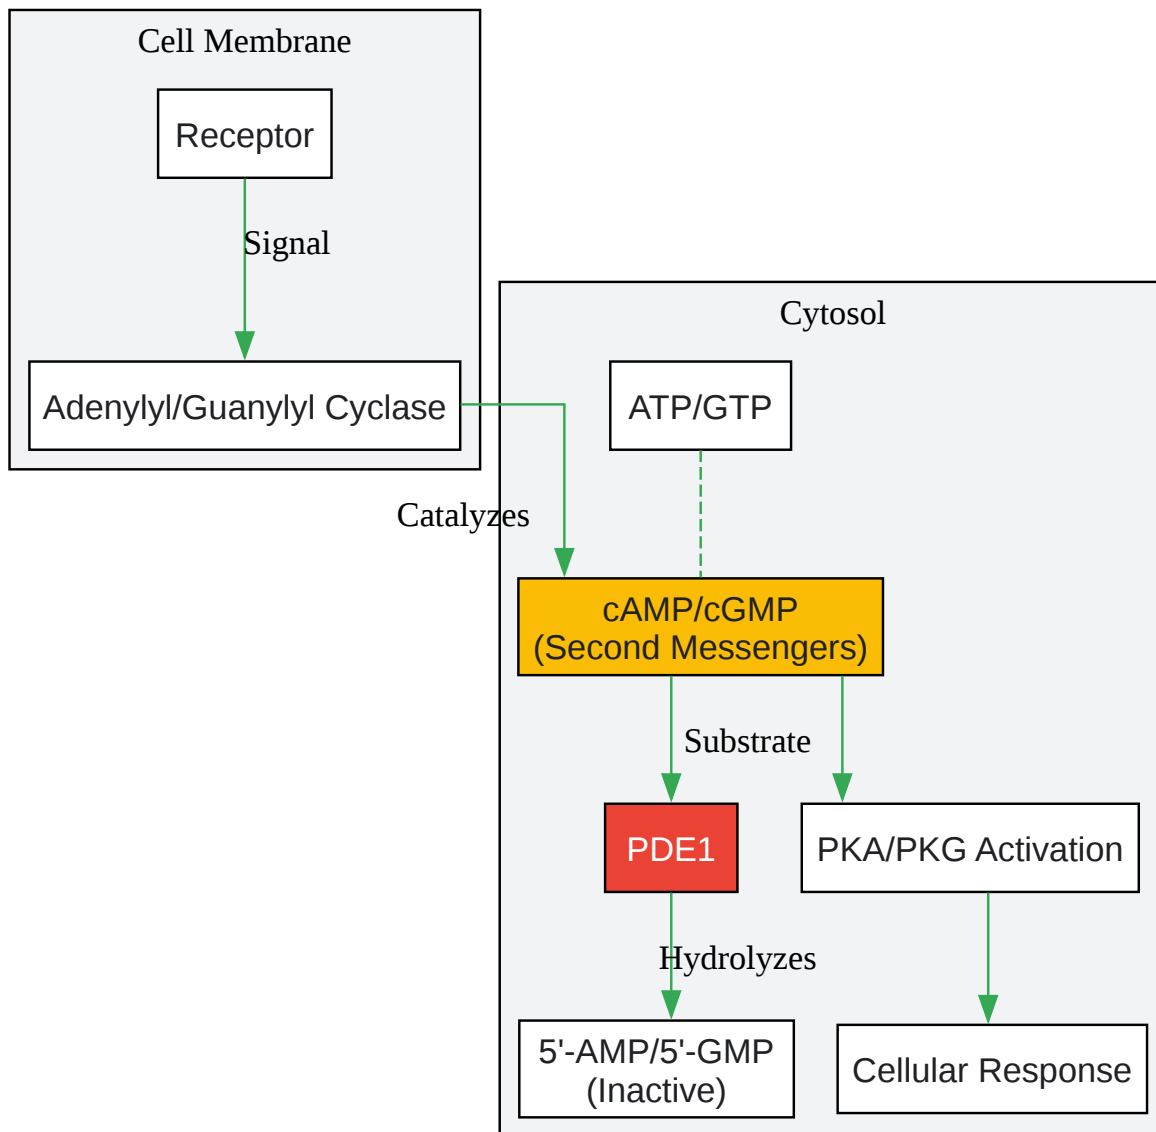 Cell Membrane
Receptor
Signal
Adenylyl/Guanylyl Cyclase
Cytosol
ATP/GTP
Catalyzes
cAMP/cGMP
(Second Messengers)
Substrate
PDE1
PKA/PKG Activation
Hydrolyzes
5'-AMP/5'-GMP
(Inactive)
Cellular Response